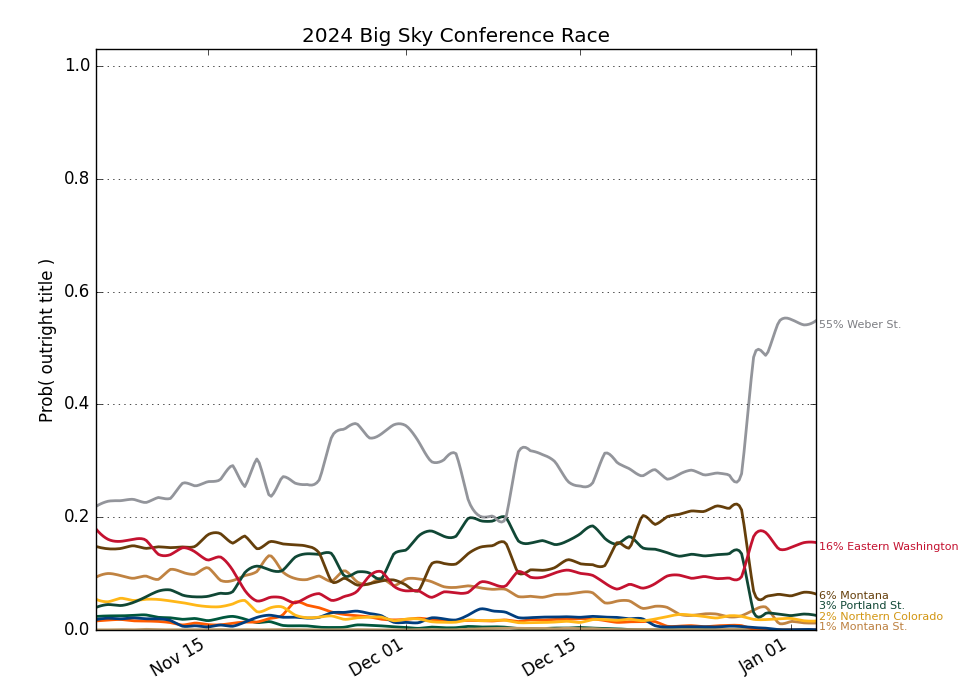 2024 Big Sky Conference Race
Prob( outright title )
1.0
0.8
0.6
0.4
0.2
0.0
Nov 15
Dec 01
Dec 15
Jan 01
55% Weber St.
16% Eastern Washington
6% Montana
3% Portland St.
2% Northern Colorado
1% Montana St.